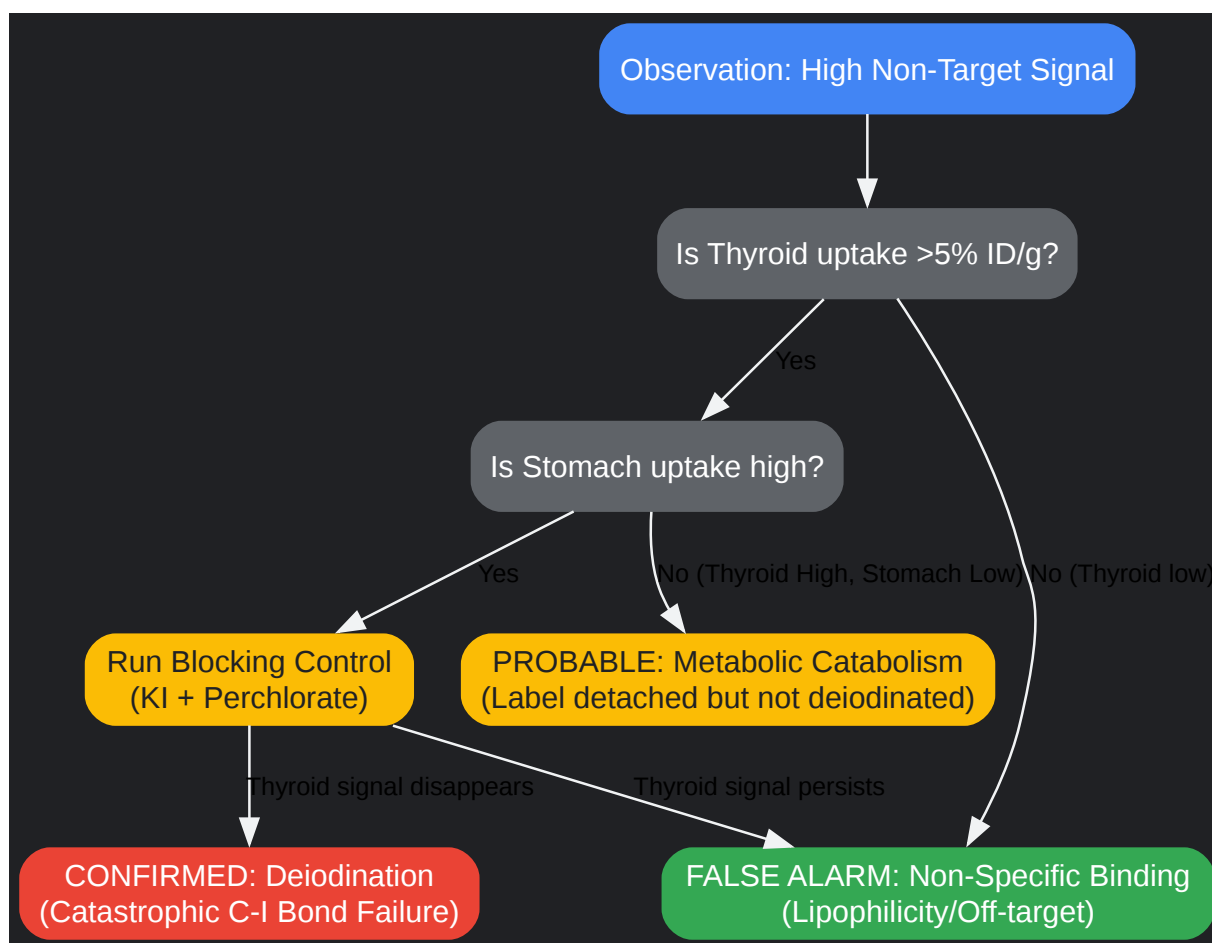 Observation: High Non-Target Signal
Is Thyroid uptake >5% ID/g?
Yes
Is Stomach uptake high?
Yes
No (Thyroid High, Stomach Low)
No (Thyroid low)
Run Blocking Control
(KI + Perchlorate)
PROBABLE: Metabolic Catabolism
(Label detached but not deiodinated)
Thyroid signal disappears
Thyroid signal persists
CONFIRMED: Deiodination
(Catastrophic C-I Bond Failure)
FALSE ALARM: Non-Specific Binding
(Lipophilicity/Off-target)